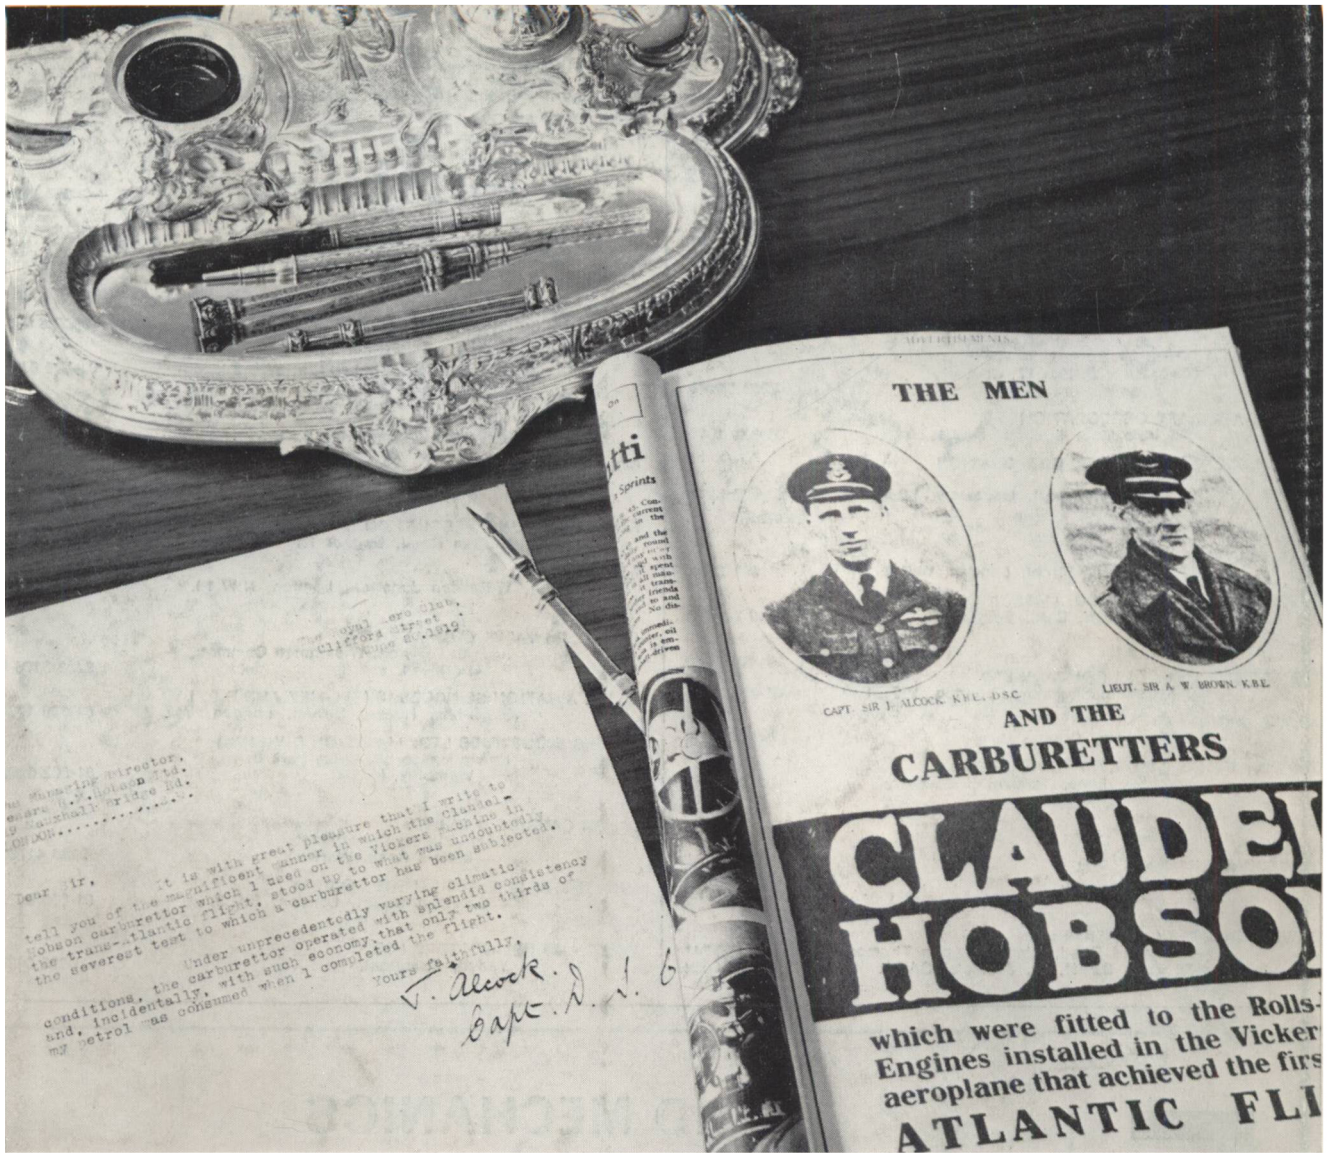 Royal Aero Club,
Clifford Street,
June 20.1919
Managing Director,
Messrs H.M.Hobson Ltd.
Vauxhall Bridge Rd.
LONDON...........S.W.
Dear Sir,
It is with great pleasure that I write to
tell you of the magnificent manner in which the Claudel-
Hobson carburettor which I used on the Vickers machine in
the trans-atlantic flight, stood up to what was undoubtedly
the severest test to which a carburettor has been subjected.
Under unprecedentedly varying climatic
conditions, the carburettor operated with splendid consistency
and, incidentally, with such economy, that only two thirds of
my petrol was consumed when I completed the flight.
Yours faithfully,
J. Alcock.
Capt. D. S. C
On
tti
Sprints
ADVERTISEMENTS.
THE MEN
CAPT. SIR J. ALCOCK, K.B.E., D.S.C.
LIEUT. SIR A. W. BROWN, K.B.E.
AND THE
CARBURETTERS
CLAUDEL
HOBSON
which were fitted to the Rolls-
Engines installed in the Vicker
aeroplane that achieved the firs
ATLANTIC FLI